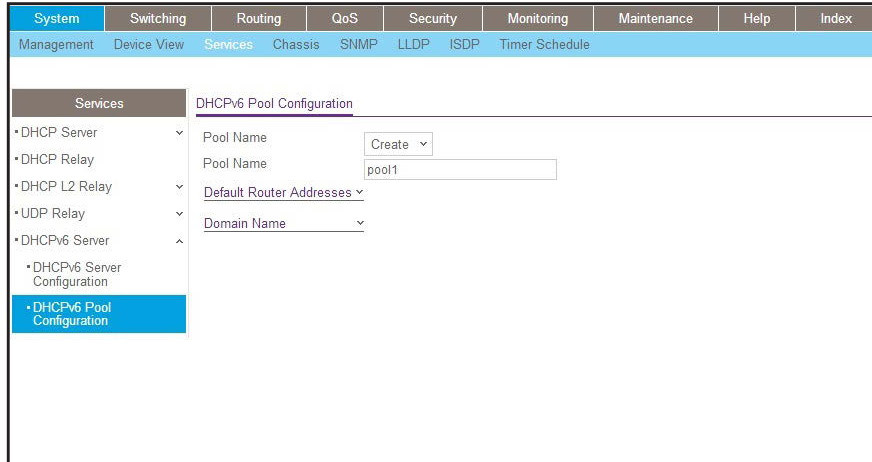 System Switching Routing QoS Security Monitoring Maintenance Help Index
Management Device View Services Chassis SNMP LLDP ISDP Timer Schedule
Services
DHCP Server
DHCP Relay
DHCP L2 Relay
UDP Relay
DHCPv6 Server
DHCPv6 Server
Configuration
DHCPv6 Pool
Configuration
DHCPv6 Pool Configuration
Pool Name Create
Pool Name pool1
Default Router Addresses
Domain Name